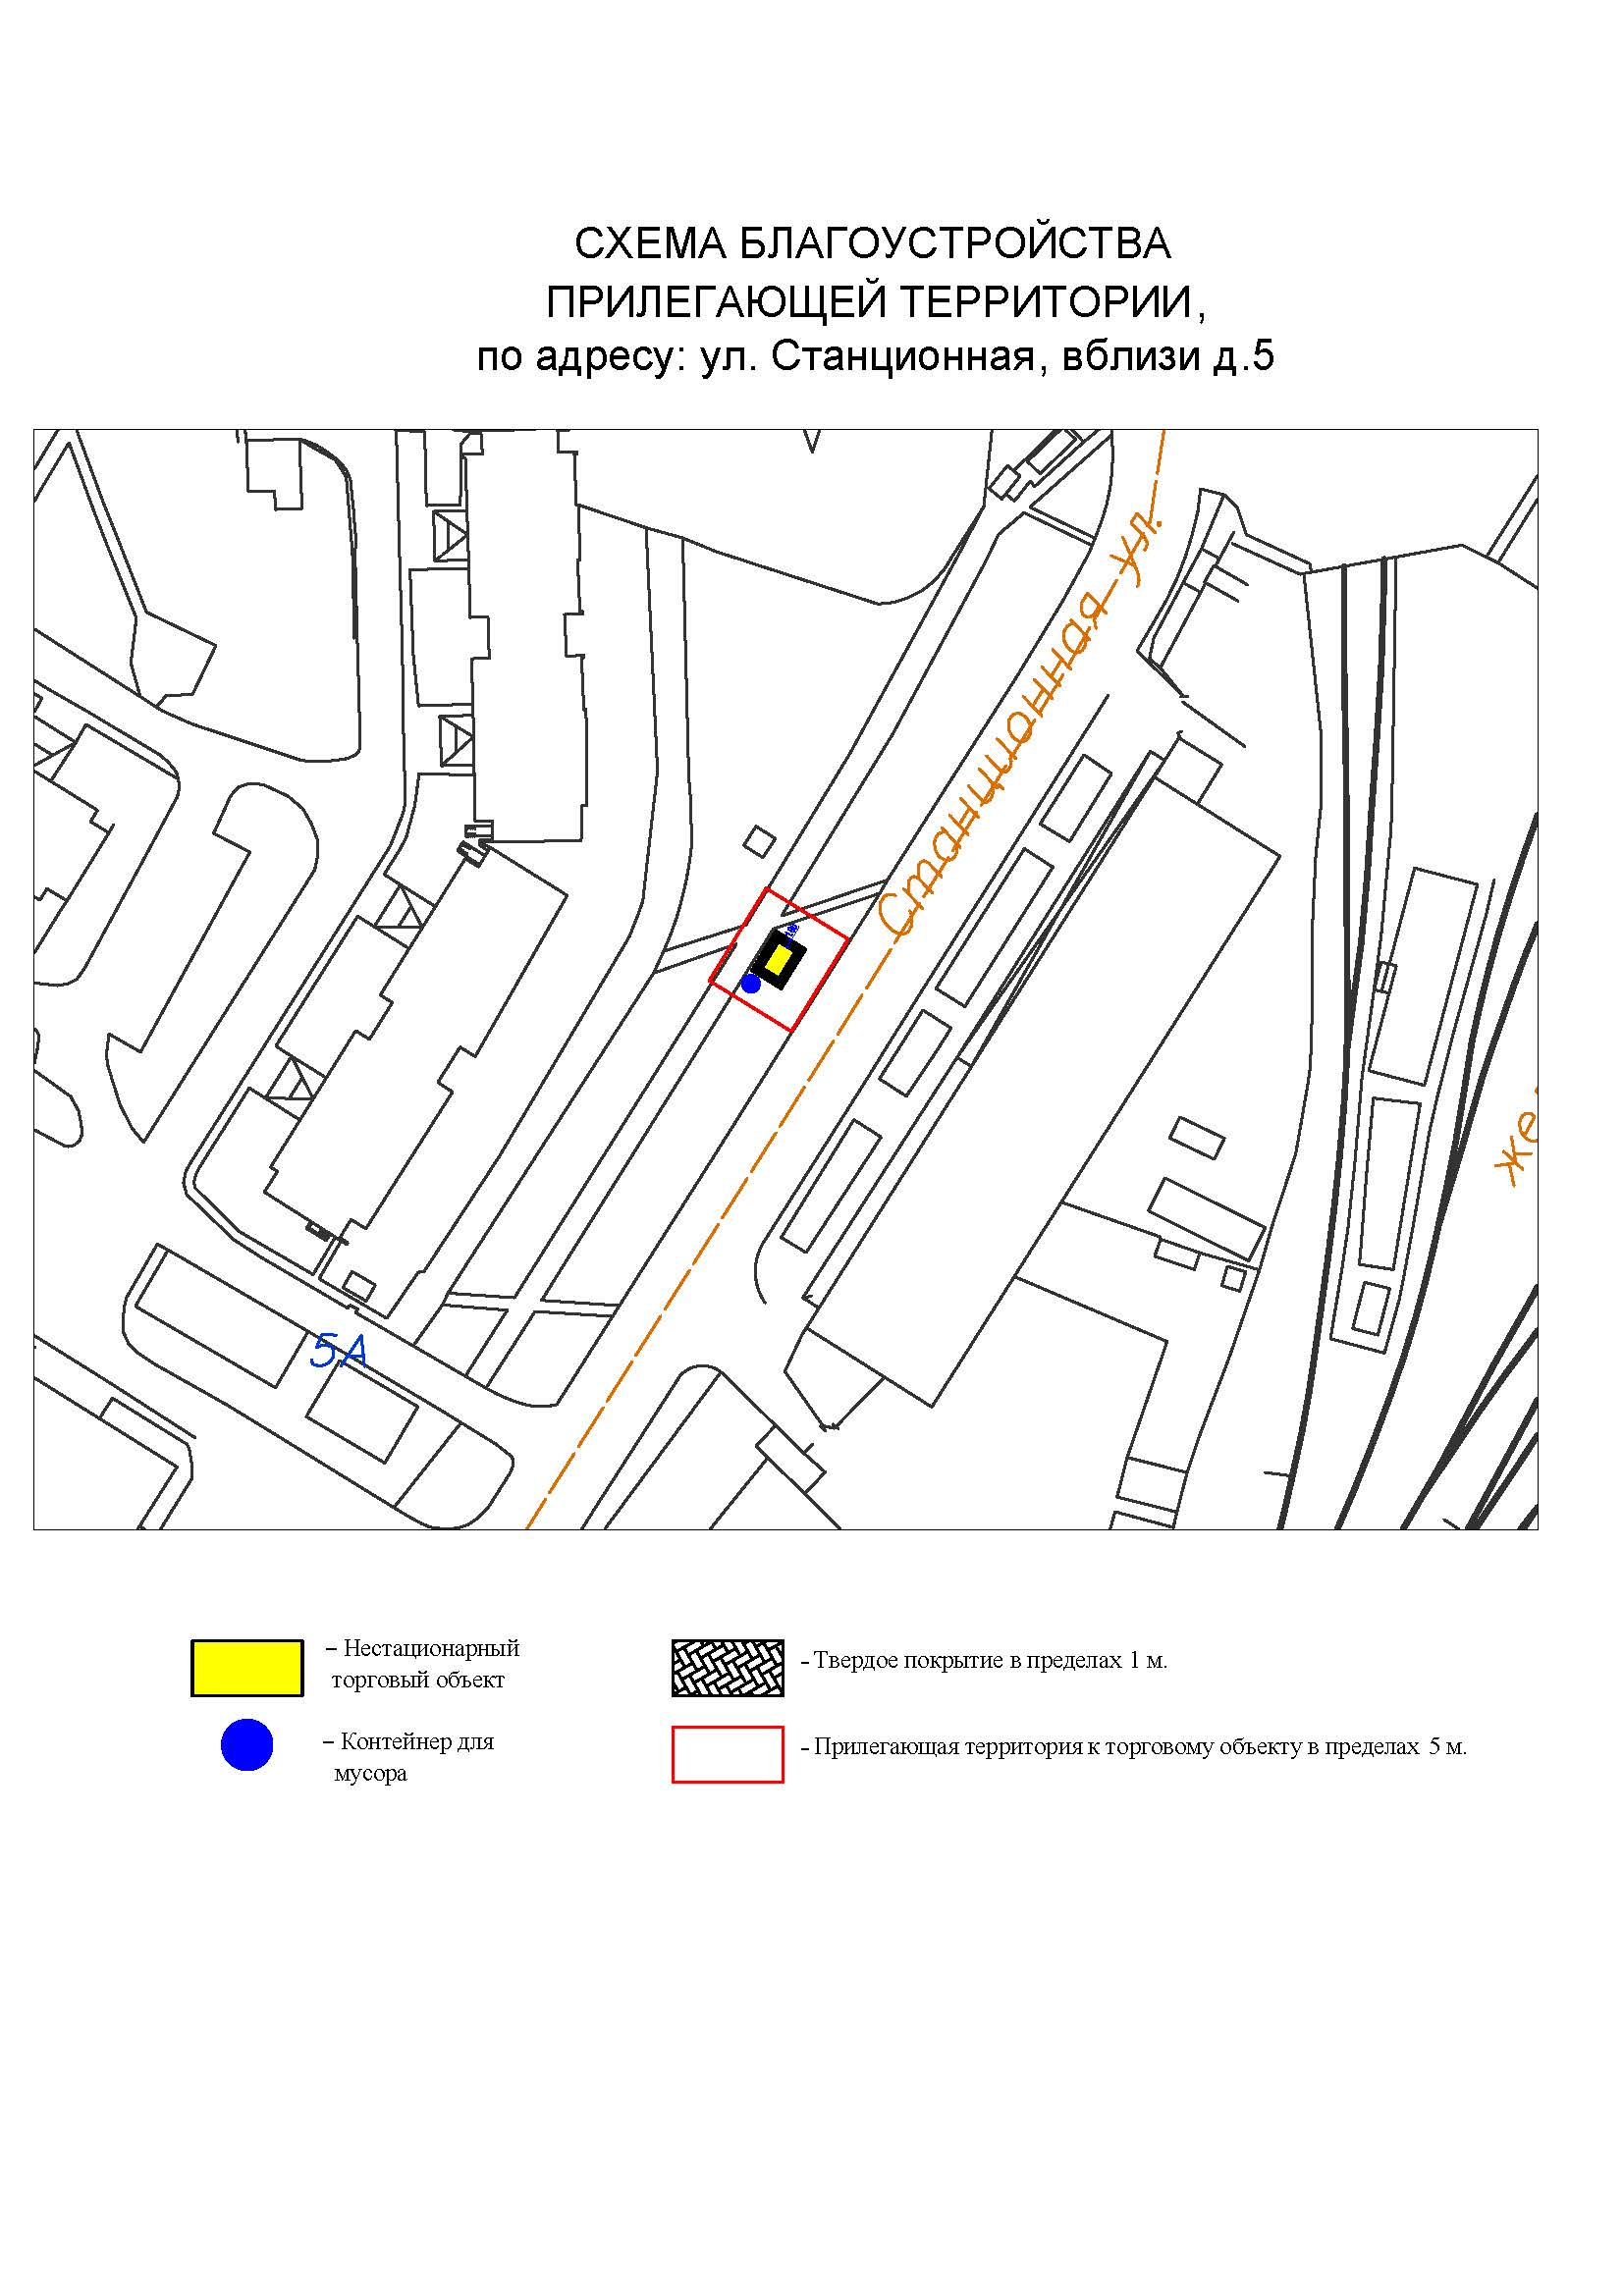 СХЕМА БЛАГОУСТРОЙСТВА
ПРИЛЕГАЮЩЕЙ ТЕРРИТОРИИ,
по адресу: ул. Станционная, вблизи д.5
Станционная ул.
5А
– Нестационарный
торговый объект
– Твердое покрытие в пределах 1 м.
– Контейнер для
мусора
– Прилегающая территория к торговому объекту в пределах 5 м.